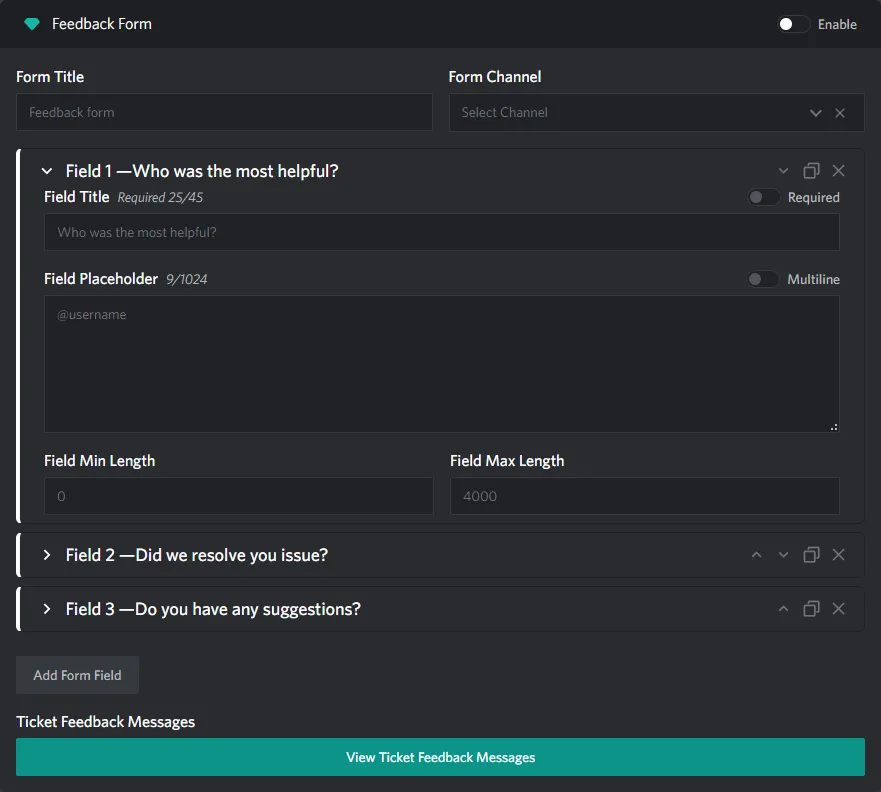 Feedback Form
Enable
Form Title
Form Channel
Feedback form
Select Channel
Field 1 —Who was the most helpful?
Field Title Required 25/45
Required
Who was the most helpful?
Field Placeholder 9/1024
Multiline
@username
Field Min Length
Field Max Length
0
4000
Field 2 —Did we resolve you issue?
Field 3 —Do you have any suggestions?
Add Form Field
Ticket Feedback Messages
View Ticket Feedback Messages